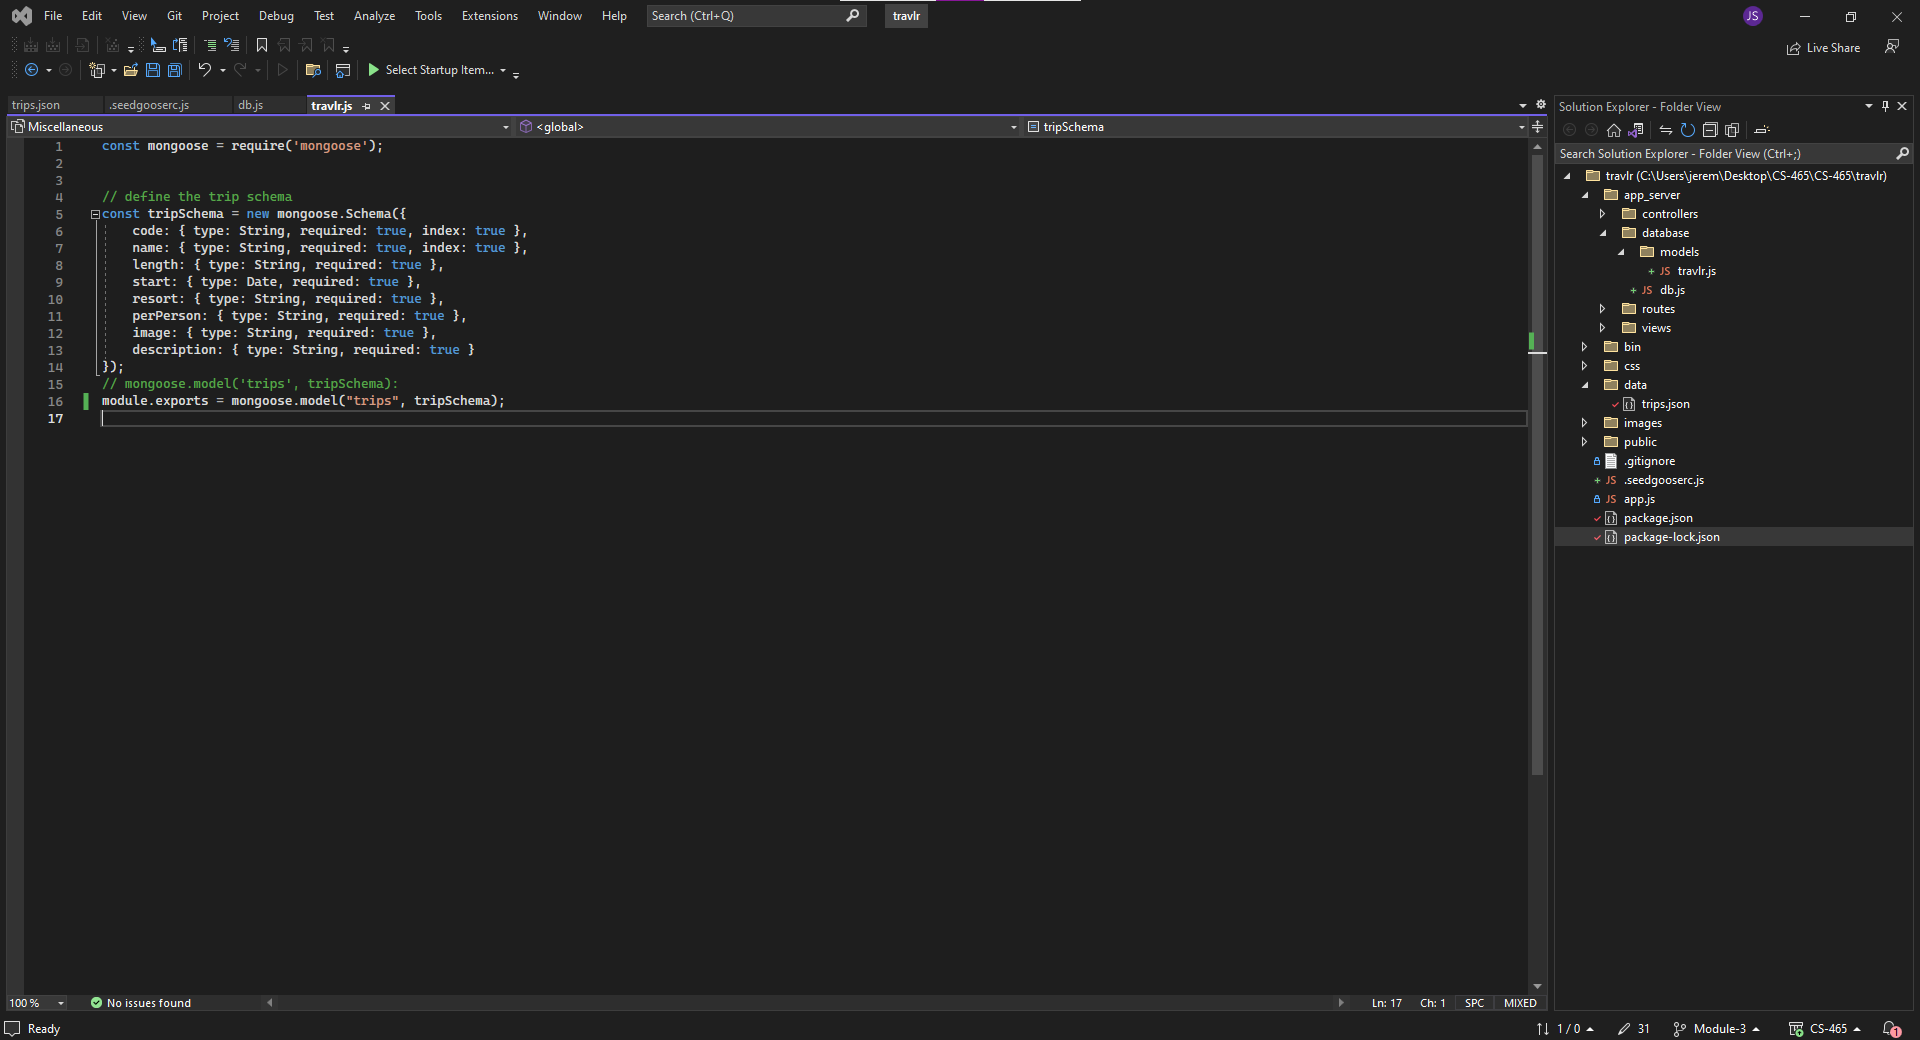 File Edit View Git Project Debug Test Analyze Tools Extensions Window Help Search (Ctrl+Q) travlr JS
Live Share
Select Startup Item...
trips.json .seedgooserc.js db.js travlr.js
Miscellaneous <global> tripSchema
1 const mongoose = require('mongoose');
2
3
4 // define the trip schema
5 const tripSchema = new mongoose.Schema({
6 code: { type: String, required: true, index: true },
7 name: { type: String, required: true, index: true },
8 length: { type: String, required: true },
9 start: { type: Date, required: true },
10 resort: { type: String, required: true },
11 perPerson: { type: String, required: true },
12 image: { type: String, required: true },
13 description: { type: String, required: true }
14 });
15 // mongoose.model('trips', tripSchema):
16 module.exports = mongoose.model("trips", tripSchema);
17
100 % No issues found Ln: 17 Ch: 1 SPC MIXED
Solution Explorer - Folder View
Search Solution Explorer - Folder View (Ctrl+;)
travlr (C:\Users\jerem\Desktop\CS-465\CS-465\travlr)
app_server
controllers
database
models
+ JS travlr.js
+ JS db.js
routes
views
bin
css
data
trips.json
images
public
.gitignore
+ JS .seedgooserc.js
JS app.js
package.json
package-lock.json
Ready 1 / 0 31 Module-3 CS-465 1